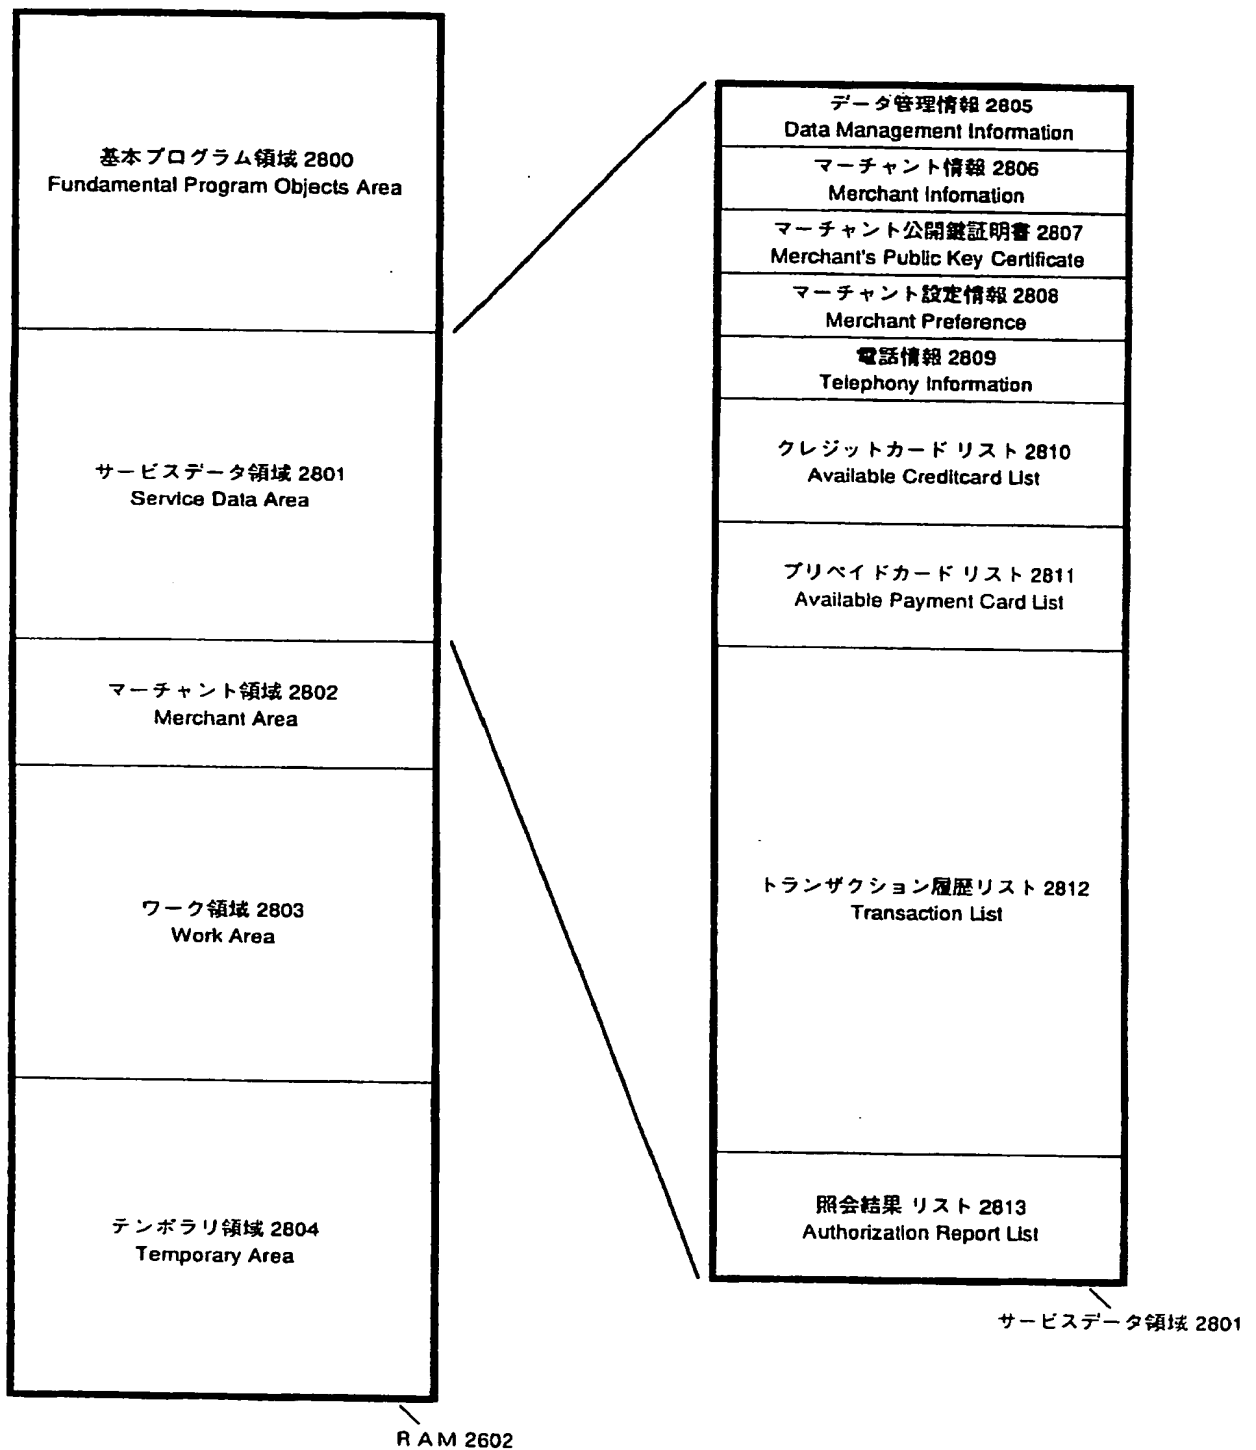 基本プログラム領域 2800
Fundamental Program Objects Area
サービスデータ領域 2801
Service Data Area
マーチャント領域 2802
Merchant Area
ワーク領域 2803
Work Area
テンポラリ領域 2804
Temporary Area
RAM 2602
データ管理情報 2805
Data Management Information
マーチャント情報 2806
Merchant Infomation
マーチャント公開鍵証明書 2807
Merchant's Public Key Certificate
マーチャント設定情報 2808
Merchant Preference
電話情報 2809
Telephony Information
クレジットカード リスト 2810
Available Creditcard List
プリペイドカード リスト 2811
Available Payment Card List
トランザクション履歴リスト 2812
Transaction List
照会結果 リスト 2813
Authorization Report List
サービスデータ領域 2801